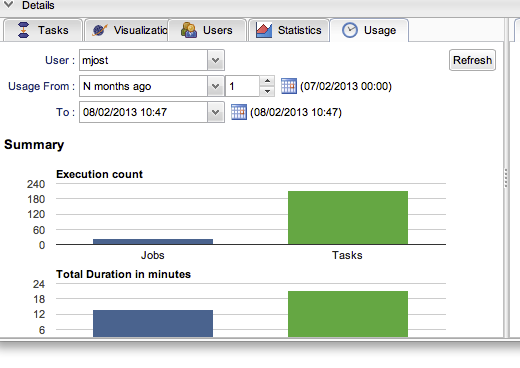 Details
Tasks Visualizatic Users Statistics Usage
User : mjost Refresh
Usage From : N months ago 1 (07/02/2013 00:00)
To : 08/02/2013 10:47 (08/02/2013 10:47)
Summary
Execution count
240
180
120
60
0
Jobs Tasks
Total Duration in minutes
24
18
12
6